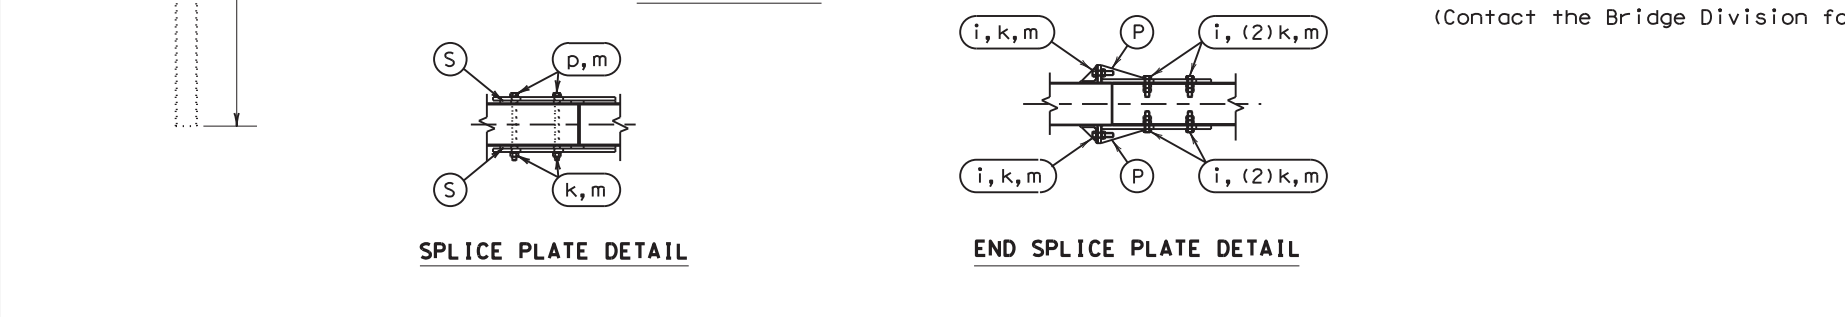 (Contact the Bridge Division fo
i,k,m
P
i,(2)k,m
S
p,m
S
k,m
i,k,m
P
i,(2)k,m
SPLICE PLATE DETAIL
END SPLICE PLATE DETAIL